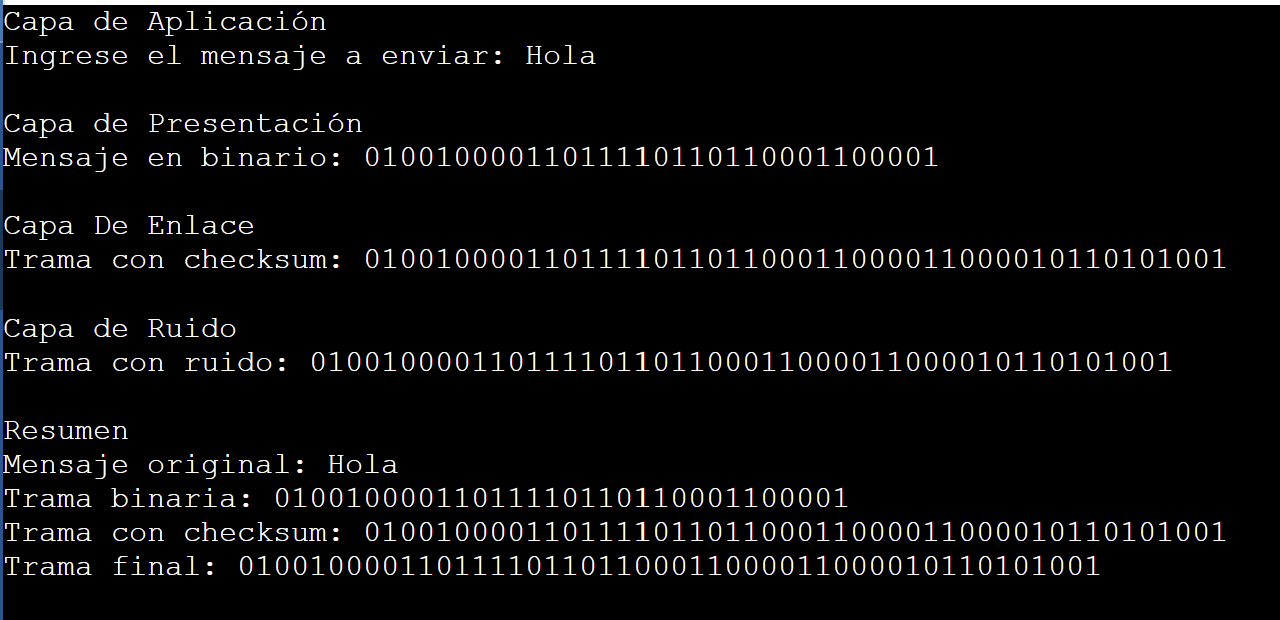 Capa de Aplicación
Ingrese el mensaje a enviar: Hola
Capa de Presentación
Mensaje en binario: 01001000011011110110110001100001
Capa De Enlace
Trama con checksum: 010010000110111101101100011000011000010110101001
Capa de Ruido
Trama con ruido: 010010000110111101101100011000011000010110101001
Resumen
Mensaje original: Hola
Trama binaria: 01001000011011110110110001100001
Trama con checksum: 010010000110111101101100011000011000010110101001
Trama final: 010010000110111101101100011000011000010110101001